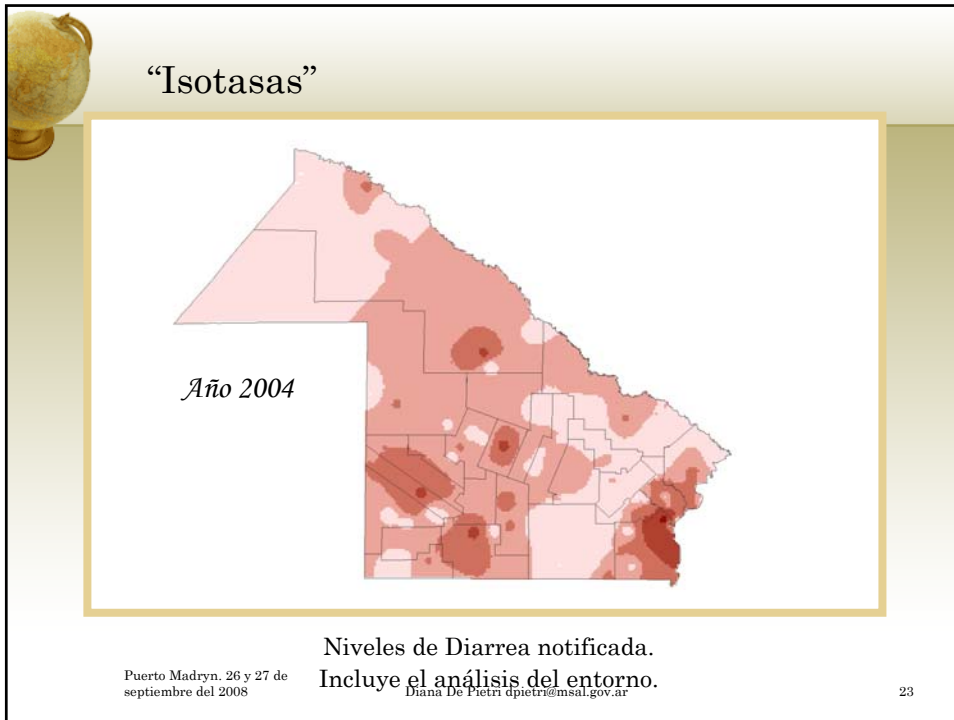 “Isotasas”
Año 2004
Niveles de Diarrea notificada.
Incluye el análisis del entorno.
Puerto Madryn. 26 y 27 de
septiembre del 2008
Diana De Pietri dpietri@msal.gov.ar
23